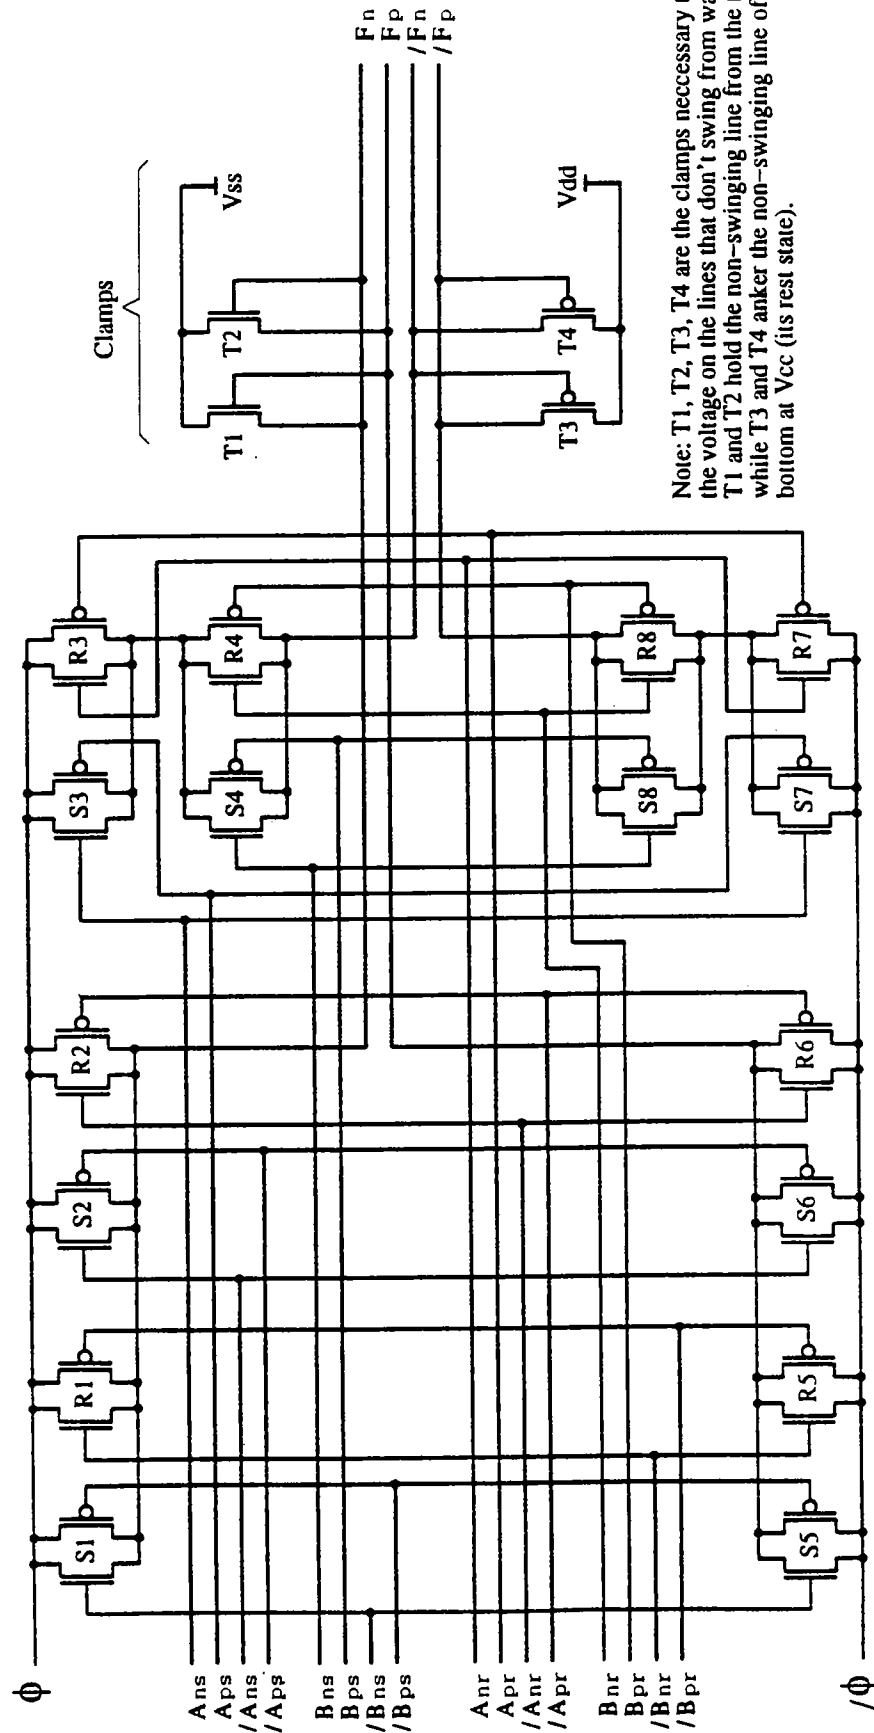 Note: T1, T2, T3, T4 are the clamps neccessary
the voltage on the lines that don't swing from
T1 and T2 hold the non-swinging line from the
while T3 and T4 anker the non-swinging line of
bottom at Vcc (its rest state).
Clamps
Vss
Vdd
T1
T2
T3
T4
Fn
Fp
/Fn
/Fp
S1
R1
S2
R2
S3
R3
S4
R4
S8
R8
S5
R5
S6
R6
S7
R7
ϕ
Ans
Aps
/Ans
/Aps
Bns
Bps
/Bns
/Bps
Anr
Apr
/Anr
/Apr
Bnr
Bpr
/Bnr
/Bpr
/ϕ